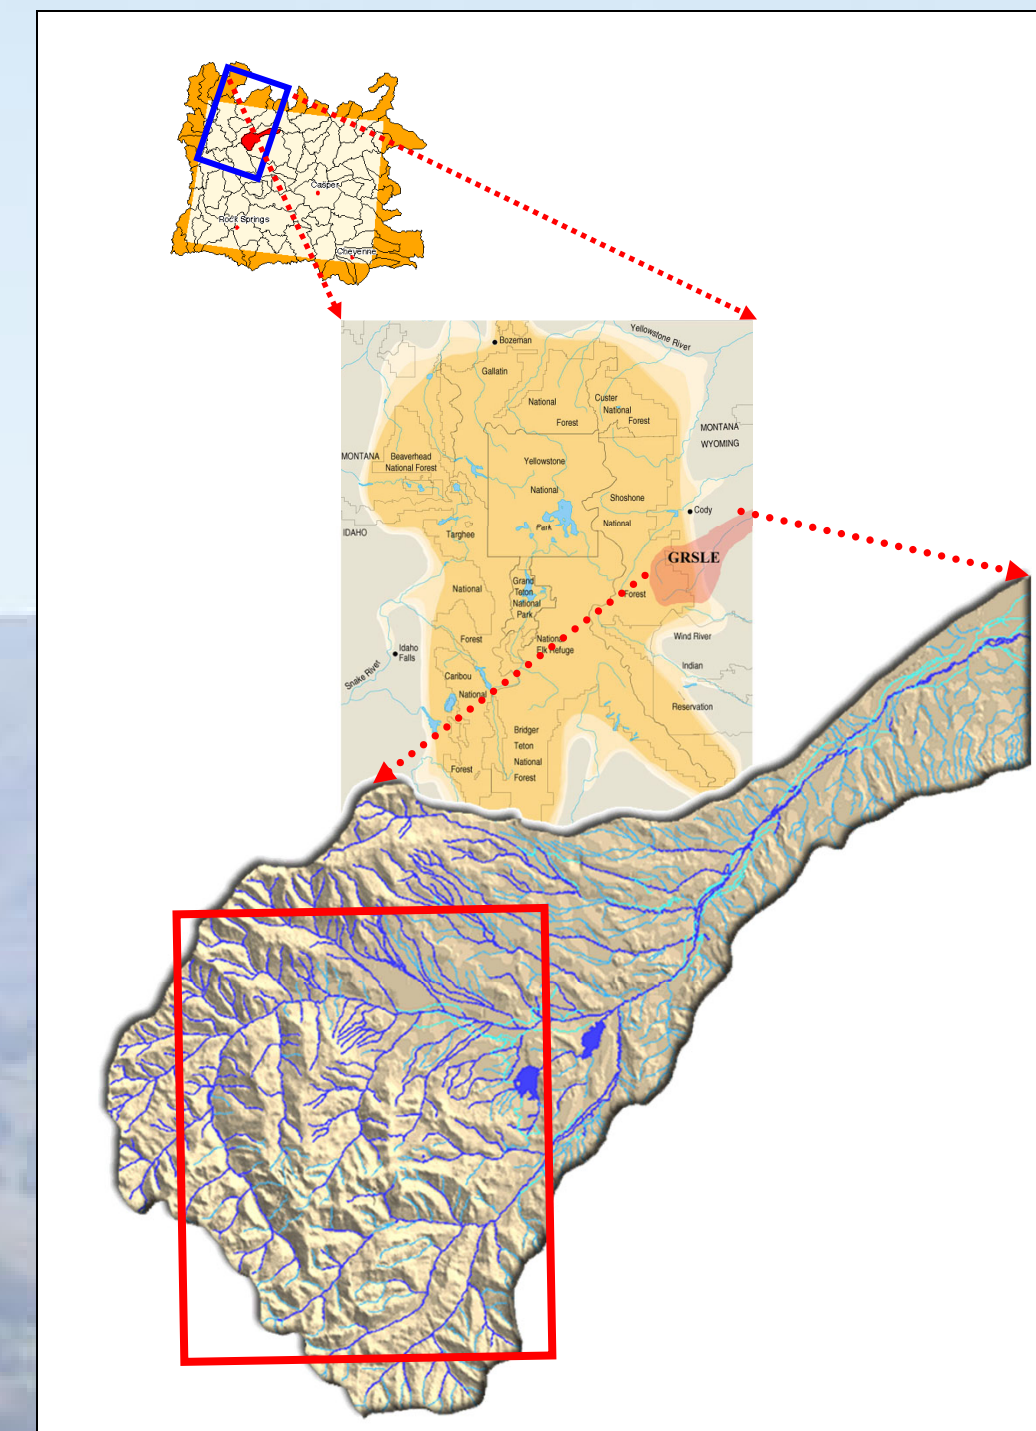 Casper
Rock Springs
Cheyenne
Yellowstone River
Bozeman
Gallatin
National
Forest
Custer
National
Forest
MONTANA
WYOMING
MONTANA
Beaverhead
National Forest
Yellowstone
National
Park
Shoshone
National
Forest
Cody
IDAHO
Targhee
National
Forest
GRSLE
Grand
Teton
National
Park
National
Elk Refuge
Wind River
Indian
Reservation
Idaho
Falls
Snake River
Caribou
National
Forest
Bridger
Teton
National
Forest